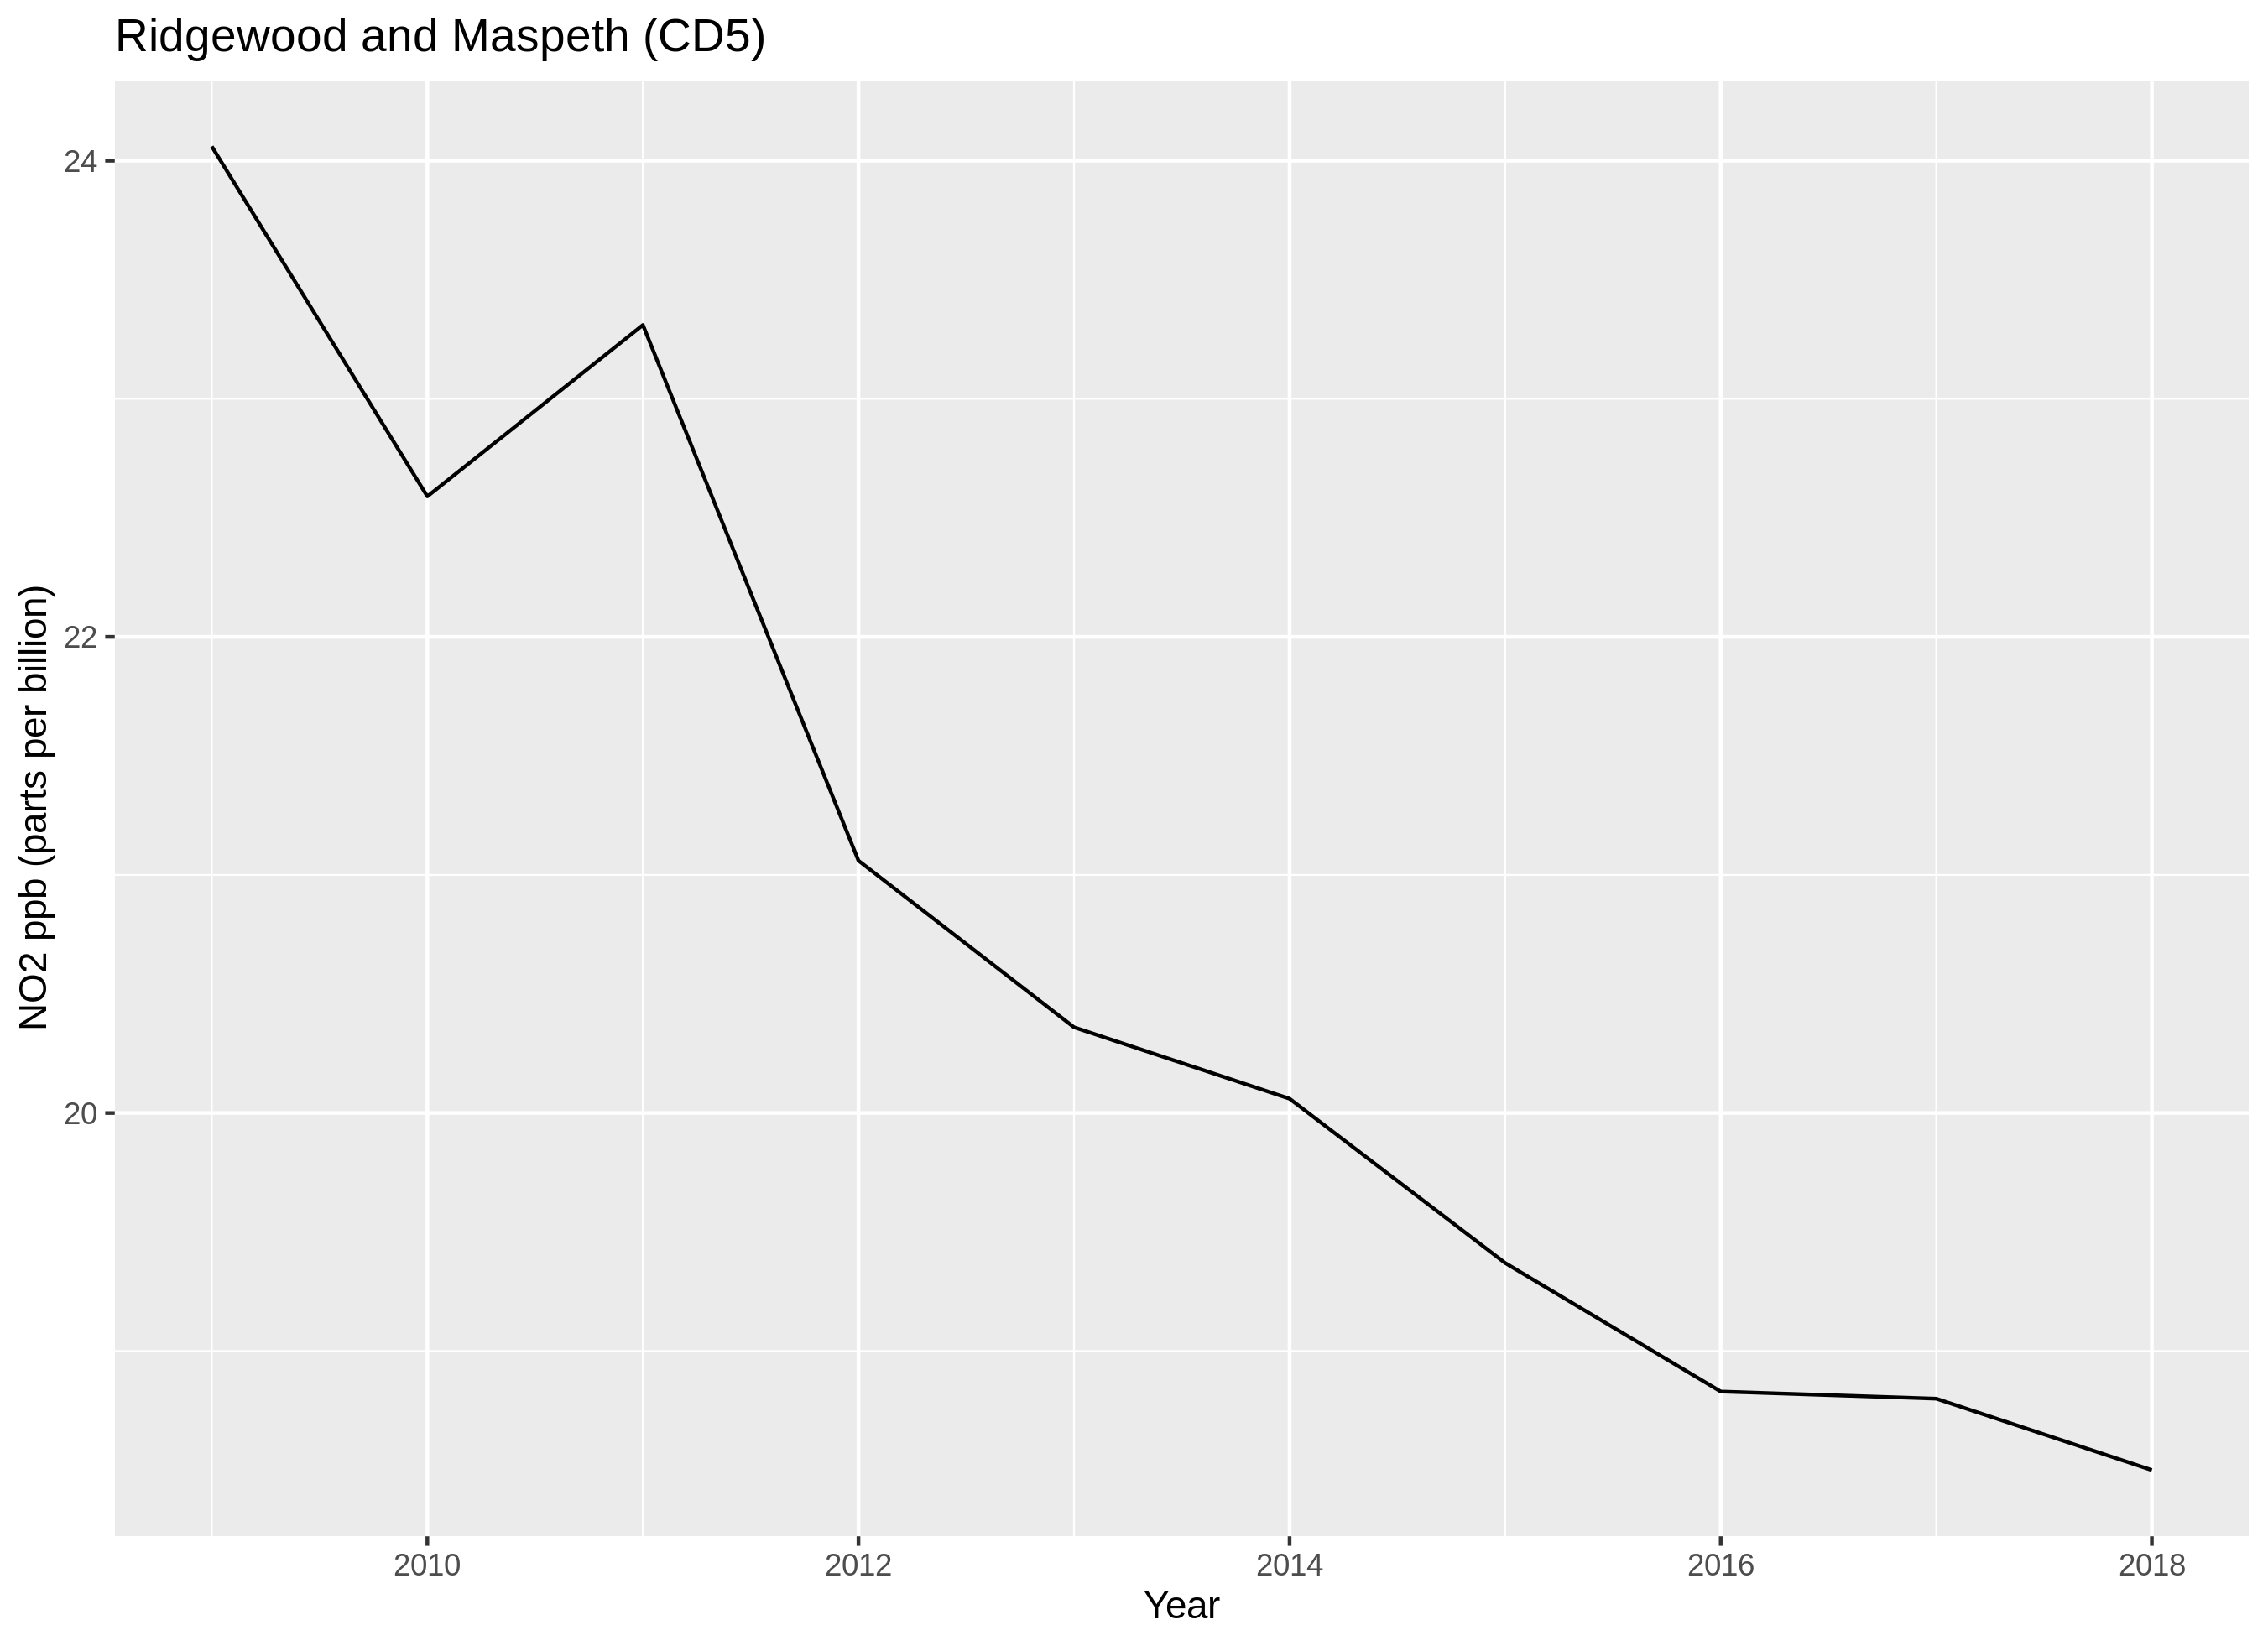 Ridgewood and Maspeth (CD5)
NO2 ppb (parts per billion)
24
22
20
2010
2012
2014
2016
2018
Year